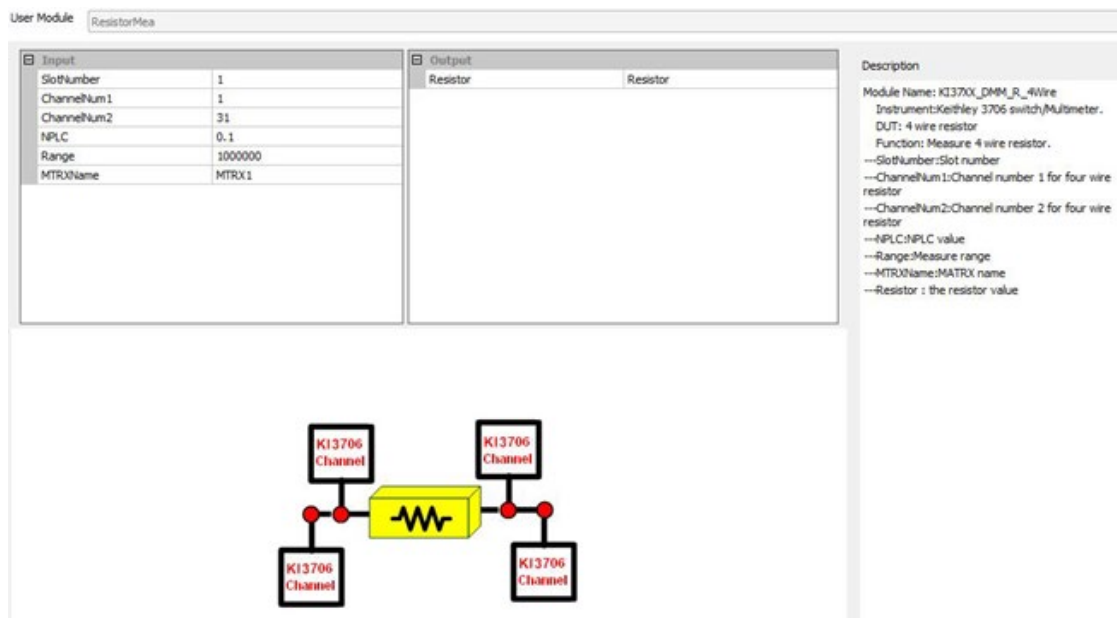 User Module ResistorMea
Input
SlotNumber 1
ChannelNum1 1
ChannelNum2 31
NPLC 0.1
Range 1000000
MTRXName MTRX1
Output
Resistor Resistor
Description
Module Name: KI37XX_DMM_R_4Wire
Instrument:Keithley 3706 switch/Multimeter.
DUT: 4 wire resistor
Function: Measure 4 wire resistor.
---SlotNumber:Slot number
---ChannelNum1:Channel number 1 for four wire
resistor
---ChannelNum2:Channel number 2 for four wire
resistor
---NPLC:NPLC value
---Range:Measure range
---MTRXName:MATRX name
---Resistor : the resistor value
KI3706
Channel
KI3706
Channel
KI3706
Channel
KI3706
Channel